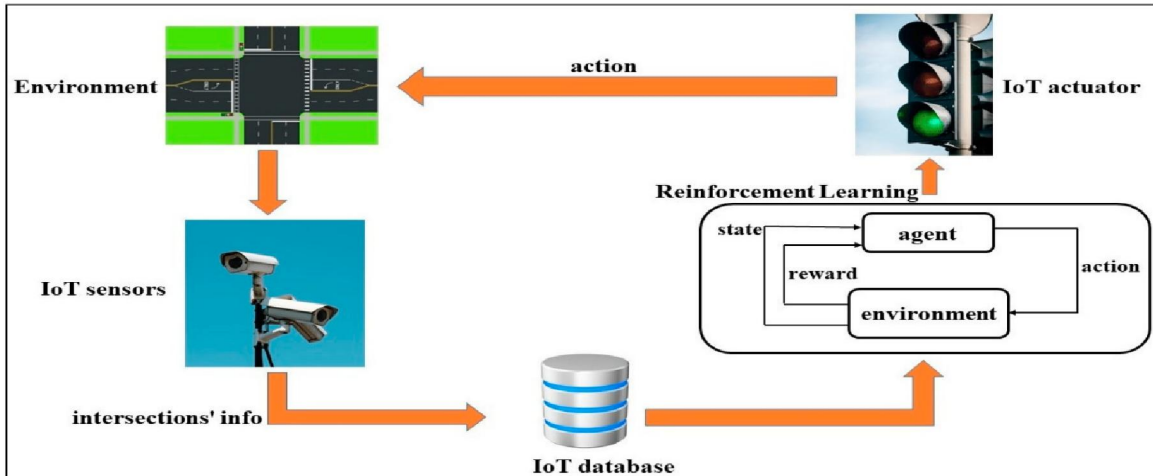 action
Environment
IoT actuator
Reinforcement Learning
state
agent
IoT sensors
reward
action
environment
intersections' info
IoT database